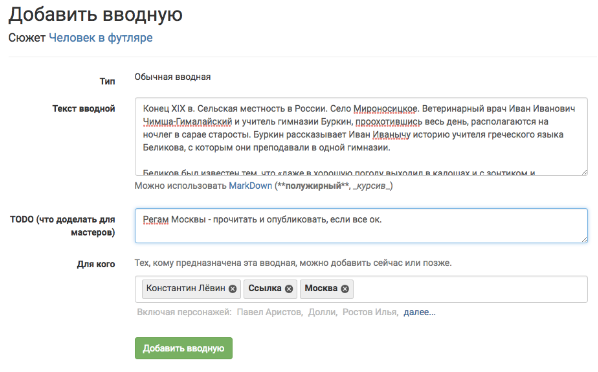 Добавить вводную
Сюжет Человек в футляре
Тип Обычная вводная
Текст вводной
Конец XIX в. Сельская местность в России. Село Мироносицкое. Ветеринарный врач Иван Иванович
Чимша-Гималайский и учитель гимназии Буркин, проохотившись весь день, располагаются на
ночлег в сарае старосты. Буркин рассказывает Иван Иванычу историю учителя греческого языка
Беликова, с которым они преподавали в одной гимназии.
Беликов был известен тем, что «даже в хорошую погоду выходил в калошах и с зонтиком и
Можно использовать MarkDown (**полужирный**, _курсив_)
TODO (что доделать для
мастеров)
Регам Москвы - прочитать и опубликовать, если все ок.
Для кого Тех, кому предназначена эта вводная, можно добавить сейчас или позже.
Константин Лёвин Ссылка Москва
Включая персонажей: Павел Аристов, Долли, Ростов Илья, далее...
Добавить вводную